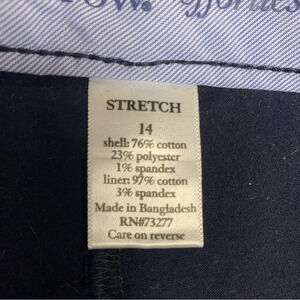 STRETCH
14
shell: 76% cotton
23% polyester
1% spandex
liner: 97% cotton
3% spandex
Made in Bangladesh
RN#73277
Care on reverse